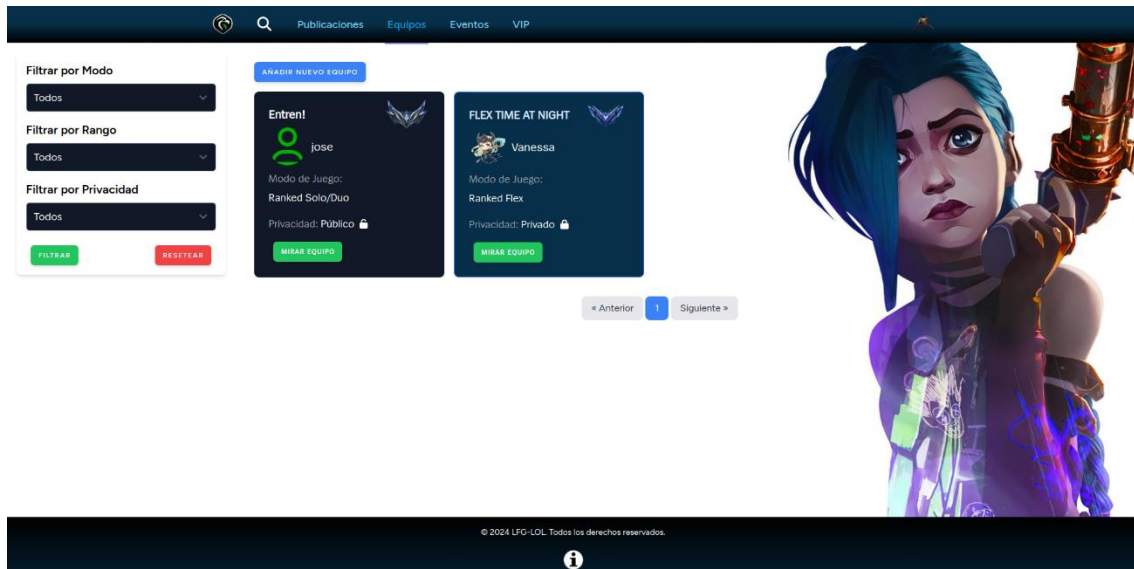 Publicaciones Equipos Eventos VIP
Filtrar por Modo
Todos
Filtrar por Rango
Todos
Filtrar por Privacidad
Todos
FILTRAR RESETEAR
AÑADIR NUEVO EQUIPO
Entren!
jose
Modo de Juego:
Ranked Solo/Duo
Privacidad: Público
MIRAR EQUIPO
FLEX TIME AT NIGHT
Vanessa
Modo de Juego:
Ranked Flex
Privacidad: Privado
MIRAR EQUIPO
« Anterior 1 Siguiente »
© 2024 LFG-LOL. Todos los derechos reservados.